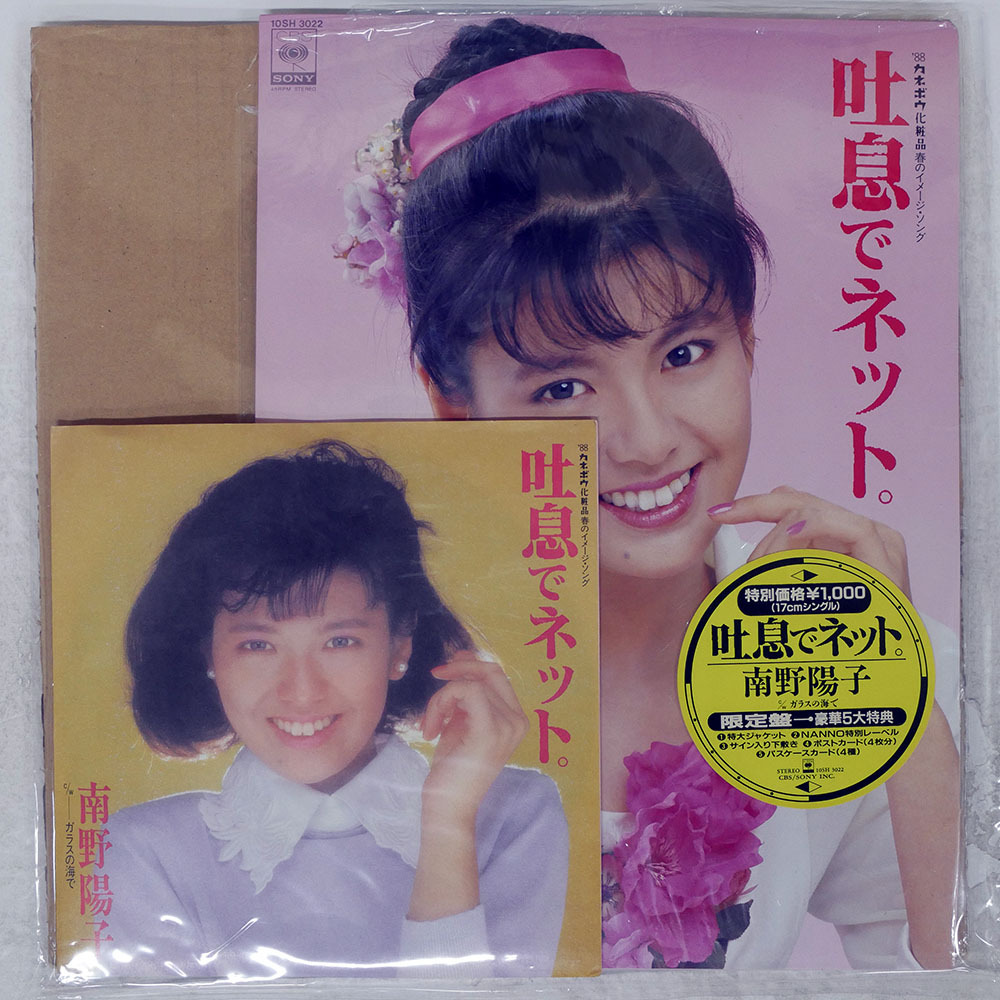 10SH 3022
CBS
SONY
45RPM STEREO
'88カネボウ化粧品春のイメージ・ソング
吐息でネット。
'88カネボウ化粧品春のイメージ・ソング
吐息でネット。
南野陽子
c/w ガラスの海で
特別価格¥1,000
(17cmシングル)
吐息でネット。
南野陽子
c/w ガラスの海で
限定盤・豪華5大特典
①特大ジャケット ②NANNO特別レーベル
③サイン入り下敷き ④ポストカード(4枚分)
⑤パスケースカード(4種)
STEREO 10SH 3022
CBS/SONY INC.